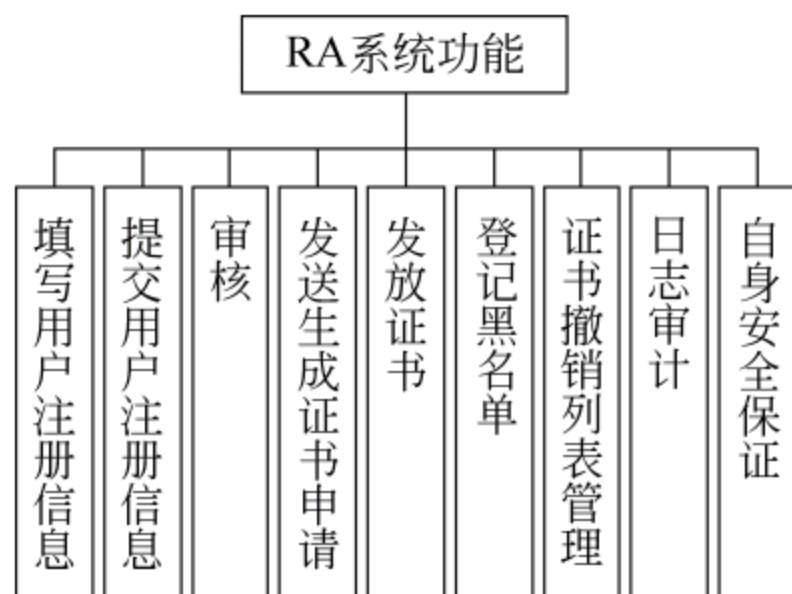 RA系统功能
填写用户注册信息
提交用户注册信息
审核
发送生成证书申请
发放证书
登记黑名单
证书撤销列表管理
日志审计
自身安全保证